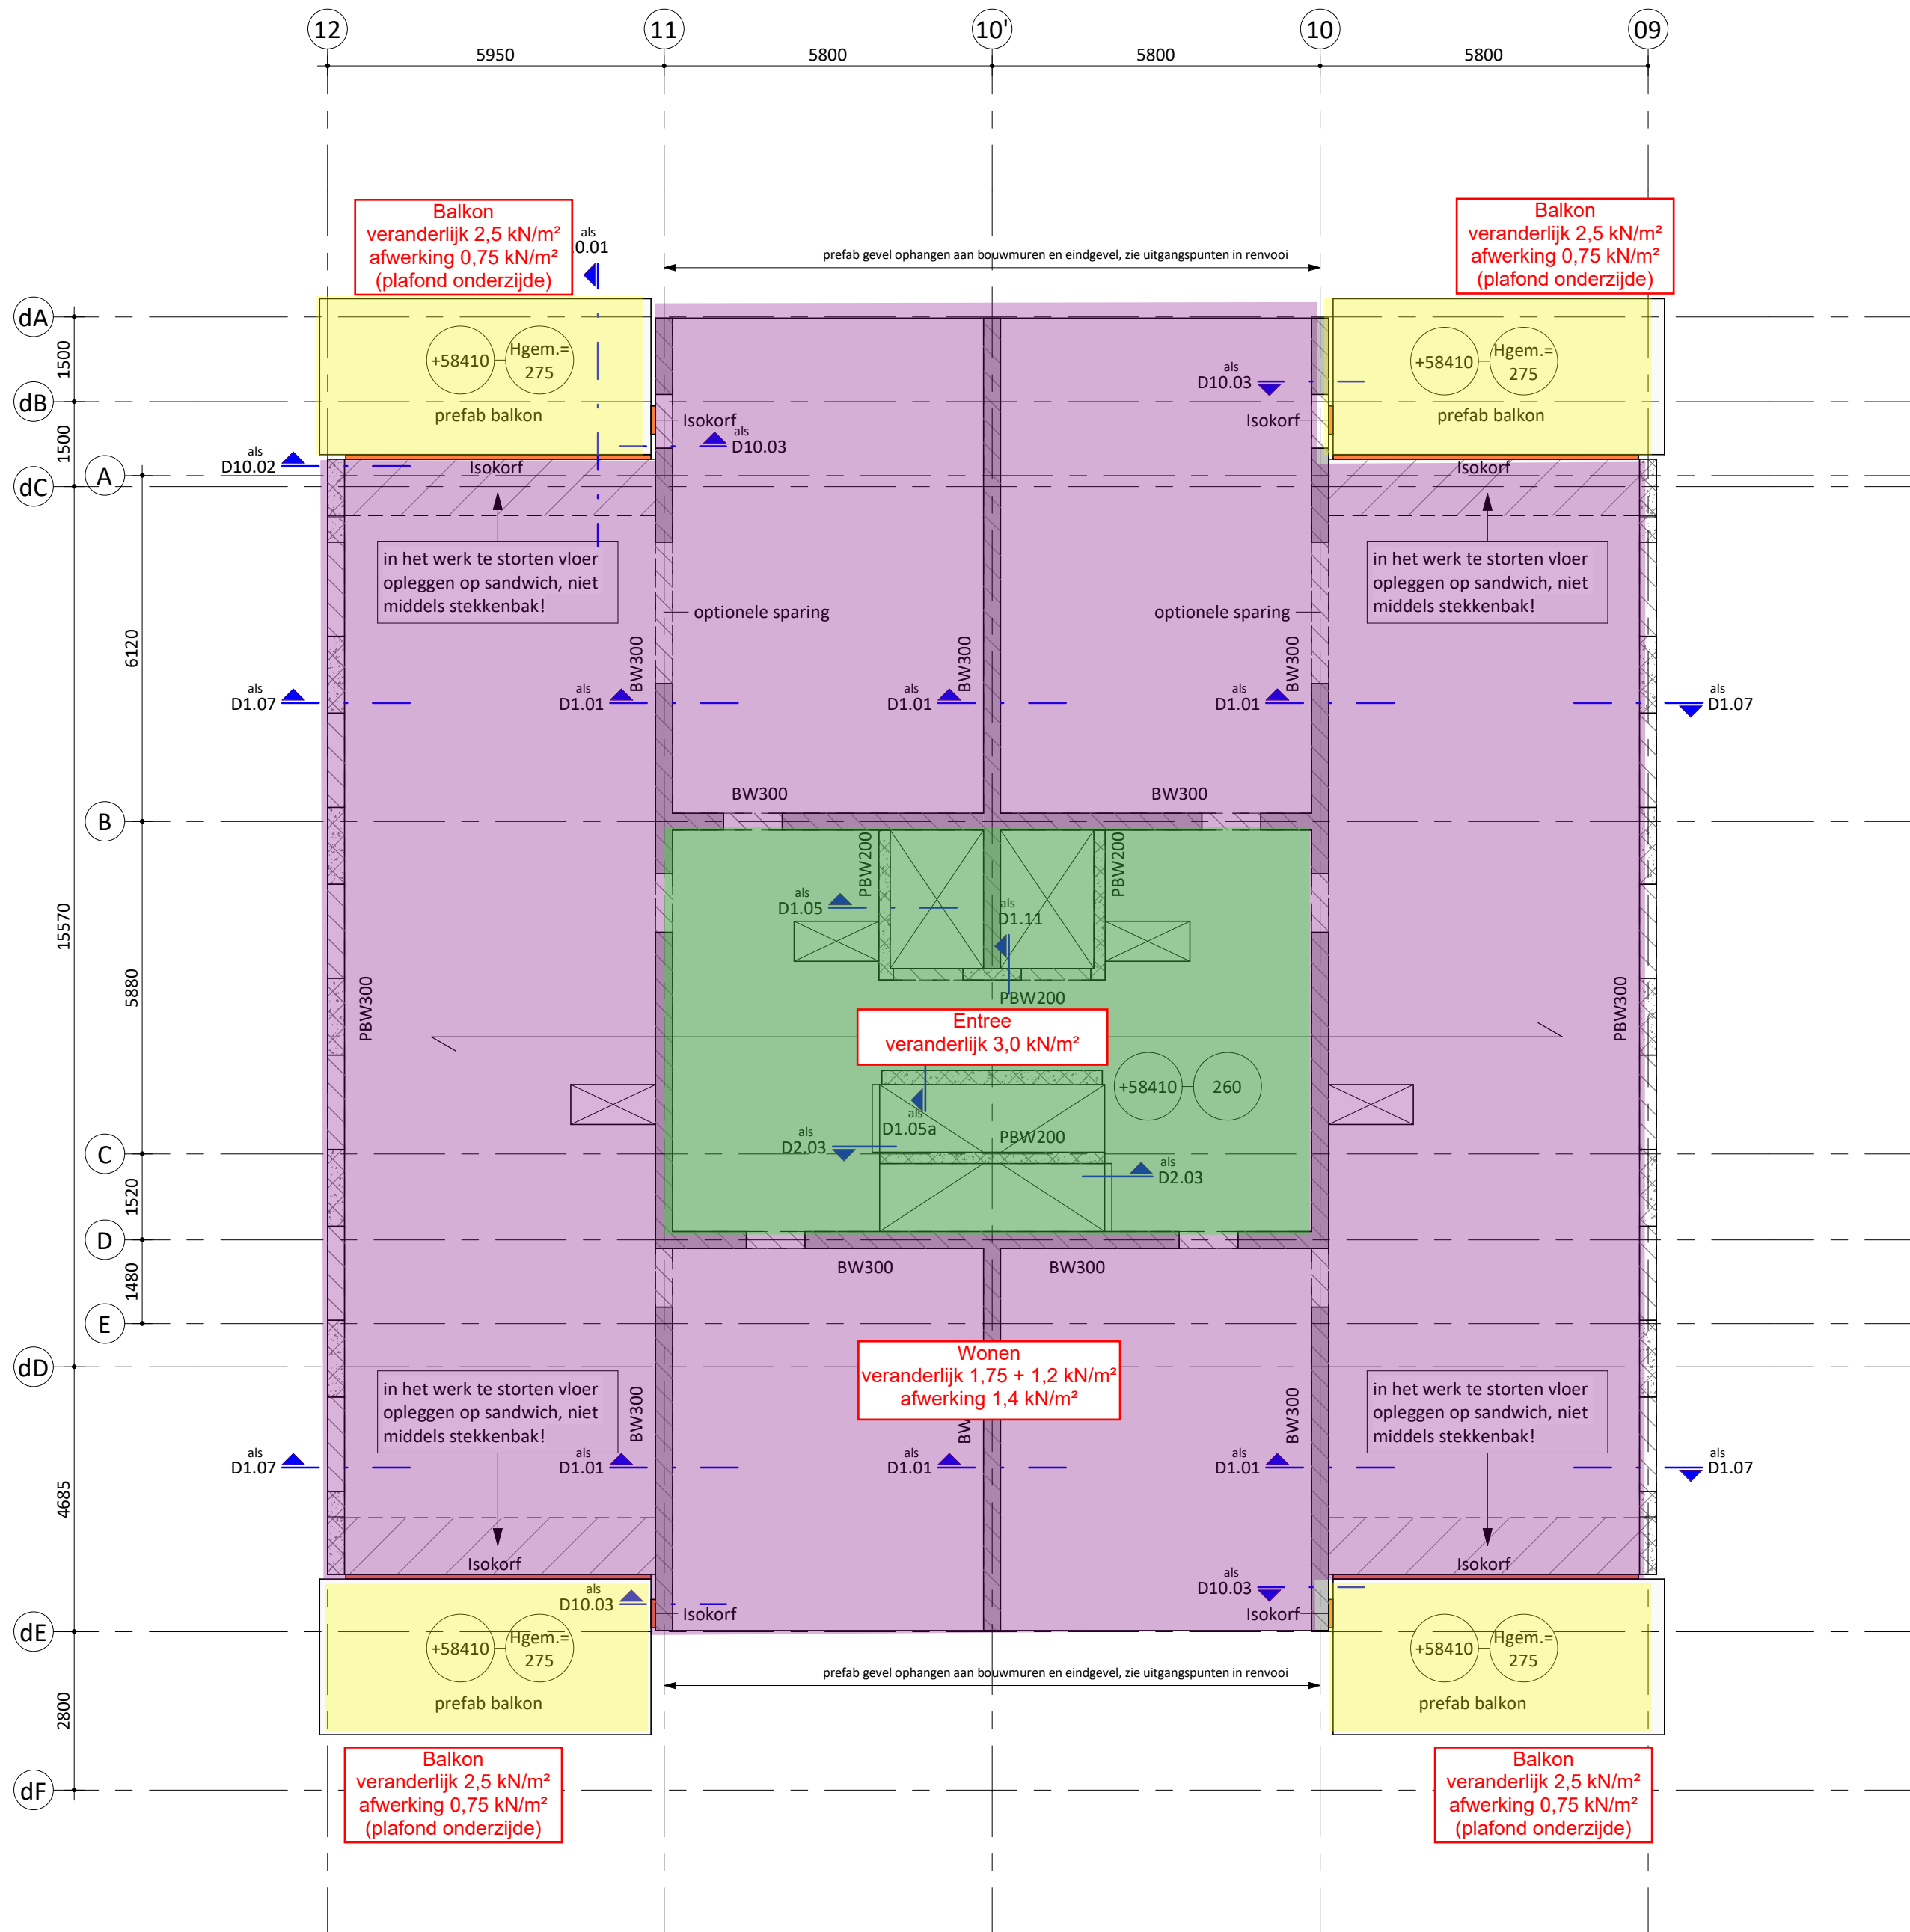 12
11
10'
10
09
5950
5800
5800
5800
Balkon
veranderlijk 2,5 kN/m²
afwerking 0,75 kN/m²
(plafond onderzijde)
als
0.01
Balkon
veranderlijk 2,5 kN/m²
afwerking 0,75 kN/m²
(plafond onderzijde)
prefab gevel ophangen aan bouwmuren en eindgevel, zie uitgangspunten in renvooi
dA
1500
dB
1500
dC
A
+58410
Hgem.=
275
prefab balkon
+58410
Hgem.=
275
prefab balkon
als
D10.03
Isokorf
Isokorf
als
D10.03
als
D10.02
Isokorf
Isokorf
in het werk te storten vloer
opleggen op sandwich, niet
middels stekkenbak!
in het werk te storten vloer
opleggen op sandwich, niet
middels stekkenbak!
optionele sparing
optionele sparing
6120
BW300
BW300
BW300
als
D1.07
als
D1.01
als
D1.01
als
D1.01
als
D1.07
BW300
BW300
B
PBW200
PBW200
als
D1.05
als
D1.11
15570
5880
PBW300
PBW200
PBW300
Entree
veranderlijk 3,0 kN/m²
+58410
260
als
D1.05a
PBW200
als
D2.03
als
D2.03
C
1520
D
1480
E
BW300
BW300
dD
Wonen
veranderlijk 1,75 + 1,2 kN/m²
afwerking 1,4 kN/m²
in het werk te storten vloer
opleggen op sandwich, niet
middels stekkenbak!
in het werk te storten vloer
opleggen op sandwich, niet
middels stekkenbak!
BW300
BW
BW300
als
D1.07
als
D1.01
als
D1.01
als
D1.01
als
D1.07
4685
Isokorf
Isokorf
als
D10.03
als
D10.03
Isokorf
Isokorf
dE
+58410
Hgem.=
275
prefab balkon
+58410
Hgem.=
275
prefab balkon
prefab gevel ophangen aan bouwmuren en eindgevel, zie uitgangspunten in renvooi
2800
dF
Balkon
veranderlijk 2,5 kN/m²
afwerking 0,75 kN/m²
(plafond onderzijde)
Balkon
veranderlijk 2,5 kN/m²
afwerking 0,75 kN/m²
(plafond onderzijde)